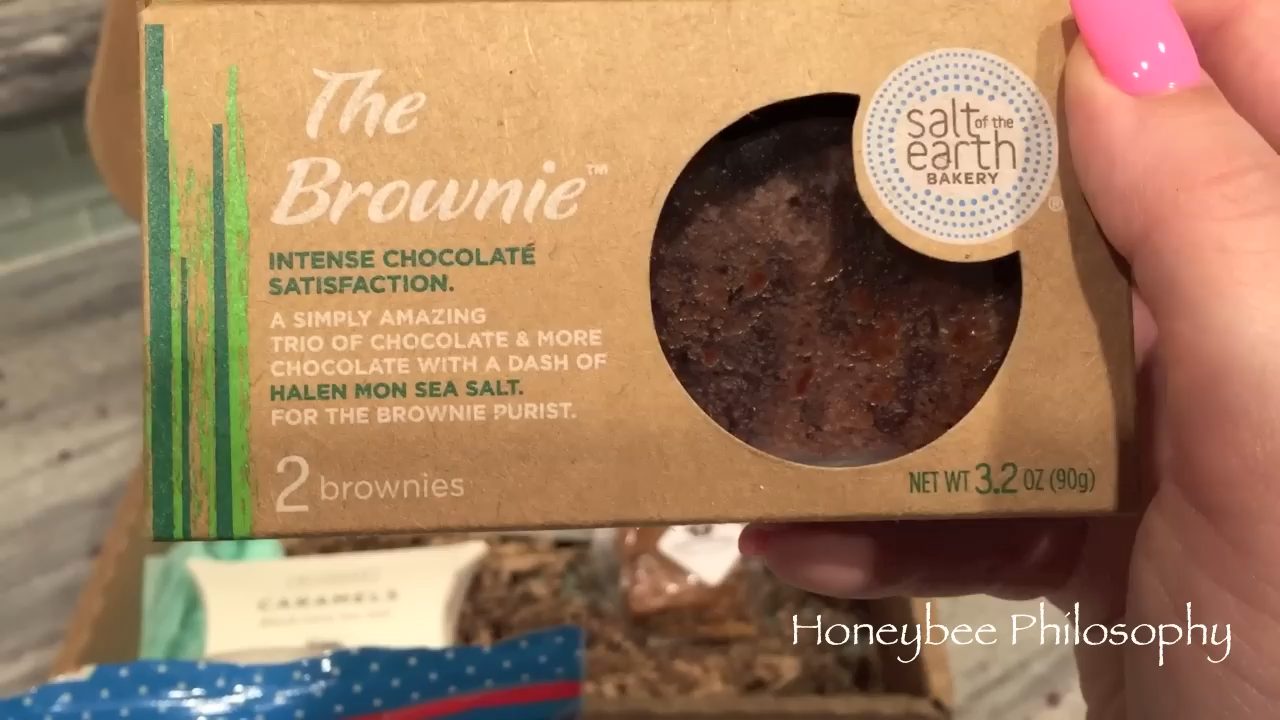 The
Brownie™
INTENSE CHOCOLATÉ
SATISFACTION.
A SIMPLY AMAZING
TRIO OF CHOCOLATE & MORE
CHOCOLATE WITH A DASH OF
HALEN MON SEA SALT.
FOR THE BROWNIE PURIST.
2 brownies
salt of the
earth
BAKERY
®
NET WT 3.2 OZ (90g)
CARAMELS
Honeybee Philosophy